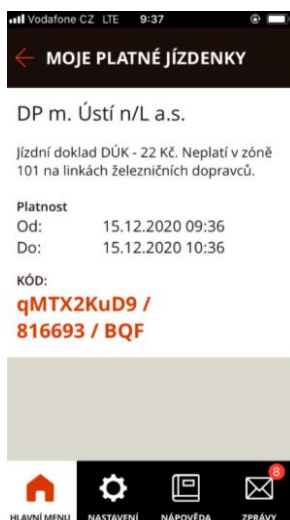 Vodafone CZ LTE 9:37
MOJE PLATNÉ JÍZDENKY
DP m. Ústí n/L a.s.
Jízdní doklad DÚK - 22 Kč. Neplatí v zóně
101 na linkách železničních dopravců.
Platnost
Od: 15.12.2020 09:36
Do: 15.12.2020 10:36
KÓD:
qMTX2KuD9 /
816693 / BQF
8
HLAVNÍ MENU NASTAVENÍ NÁPOVĚDA ZPRÁVY